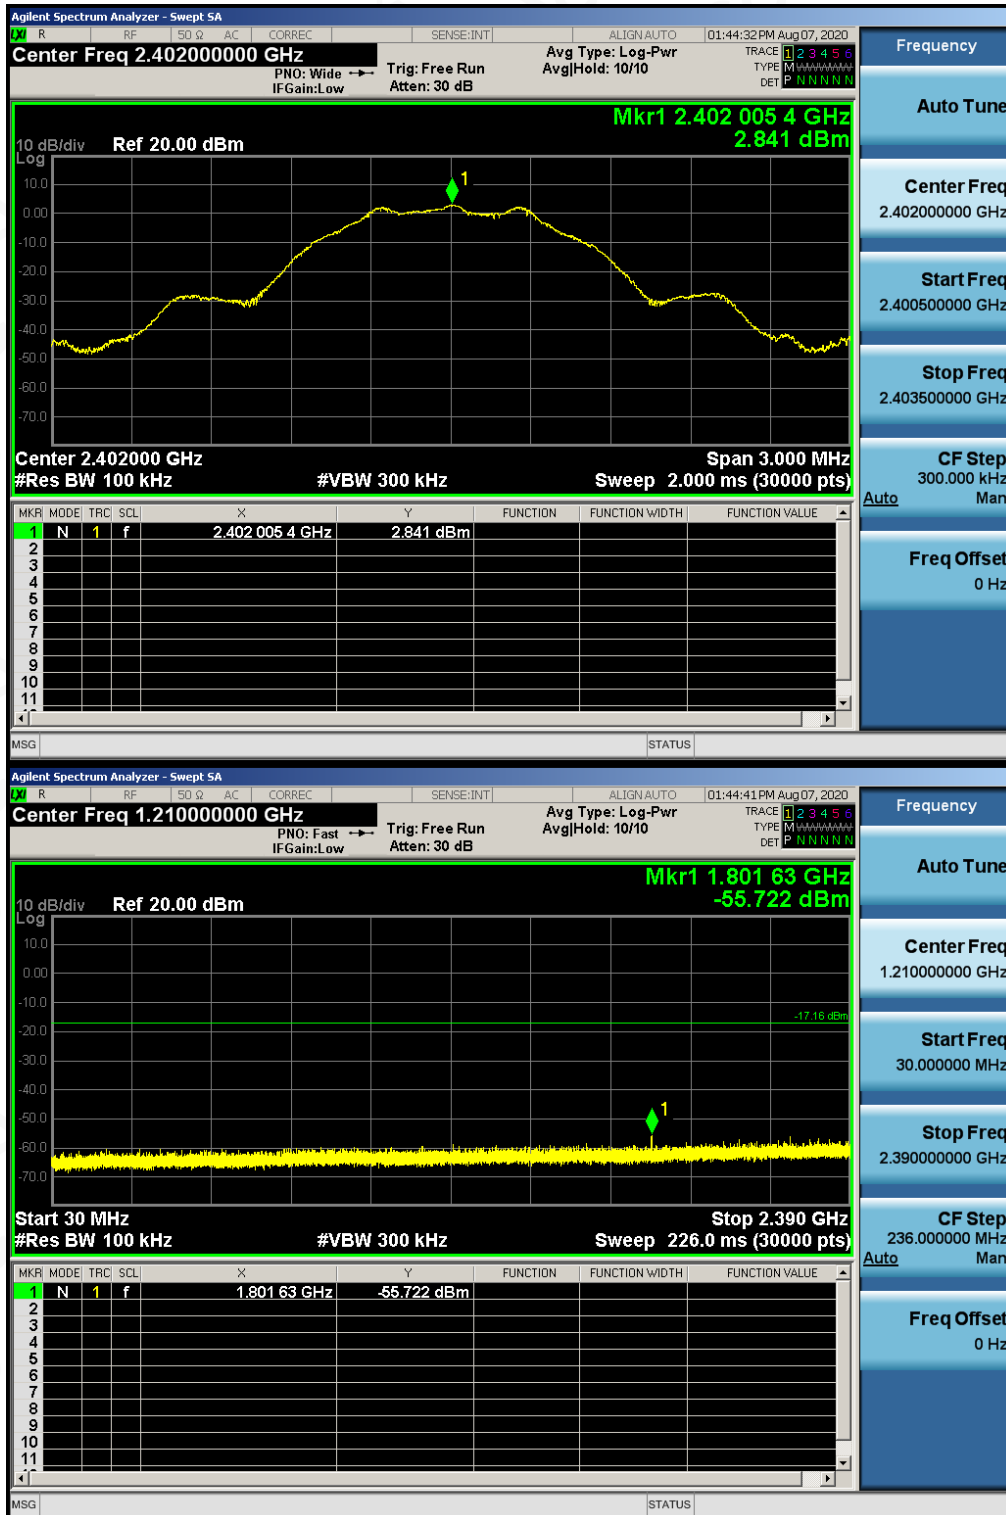 Agilent Spectrum Analyzer - Swept SA
LXI R RF 50 Ω AC CORREC SENSE:INT ALIGN AUTO 01:44:32 PM Aug 07, 2020
Center Freq 2.402000000 GHz
PNO: Wide
IFGain:Low
Trig: Free Run
Atten: 30 dB
Avg Type: Log-Pwr
Avg|Hold: 10/10
TRACE 1 2 3 4 5 6
TYPE M WWWWW
DET P N N N N N
Mkr1 2.402 005 4 GHz
2.841 dBm
10 dB/div Ref 20.00 dBm
Log
1
10.0
0.00
-10.0
-20.0
-30.0
-40.0
-50.0
-60.0
-70.0
Center 2.402000 GHz Span 3.000 MHz
#Res BW 100 kHz #VBW 300 kHz Sweep 2.000 ms (30000 pts)
MKR MODE TRC SCL X Y FUNCTION FUNCTION WIDTH FUNCTION VALUE
1 N 1 f 2.402 005 4 GHz 2.841 dBm
2
3
4
5
6
7
8
9
10
11
MSG STATUS
Frequency
Auto Tune
Center Freq
2.402000000 GHz
Start Freq
2.400500000 GHz
Stop Freq
2.403500000 GHz
CF Step
300.000 kHz
Auto Man
Freq Offset
0 Hz
Agilent Spectrum Analyzer - Swept SA
LXI R RF 50 Ω AC CORREC SENSE:INT ALIGN AUTO 01:44:41 PM Aug 07, 2020
Center Freq 1.210000000 GHz
PNO: Fast
IFGain:Low
Trig: Free Run
Atten: 30 dB
Avg Type: Log-Pwr
Avg|Hold: 10/10
TRACE 1 2 3 4 5 6
TYPE M WWWWW
DET P N N N N N
Mkr1 1.801 63 GHz
-55.722 dBm
10 dB/div Ref 20.00 dBm
Log
10.0
0.00
-10.0
-17.16 dBm
-20.0
-30.0
-40.0
-50.0
1
-60.0
-70.0
Start 30 MHz Stop 2.390 GHz
#Res BW 100 kHz #VBW 300 kHz Sweep 226.0 ms (30000 pts)
MKR MODE TRC SCL X Y FUNCTION FUNCTION WIDTH FUNCTION VALUE
1 N 1 f 1.801 63 GHz -55.722 dBm
2
3
4
5
6
7
8
9
10
11
MSG STATUS
Frequency
Auto Tune
Center Freq
1.210000000 GHz
Start Freq
30.000000 MHz
Stop Freq
2.390000000 GHz
CF Step
236.000000 MHz
Auto Man
Freq Offset
0 Hz